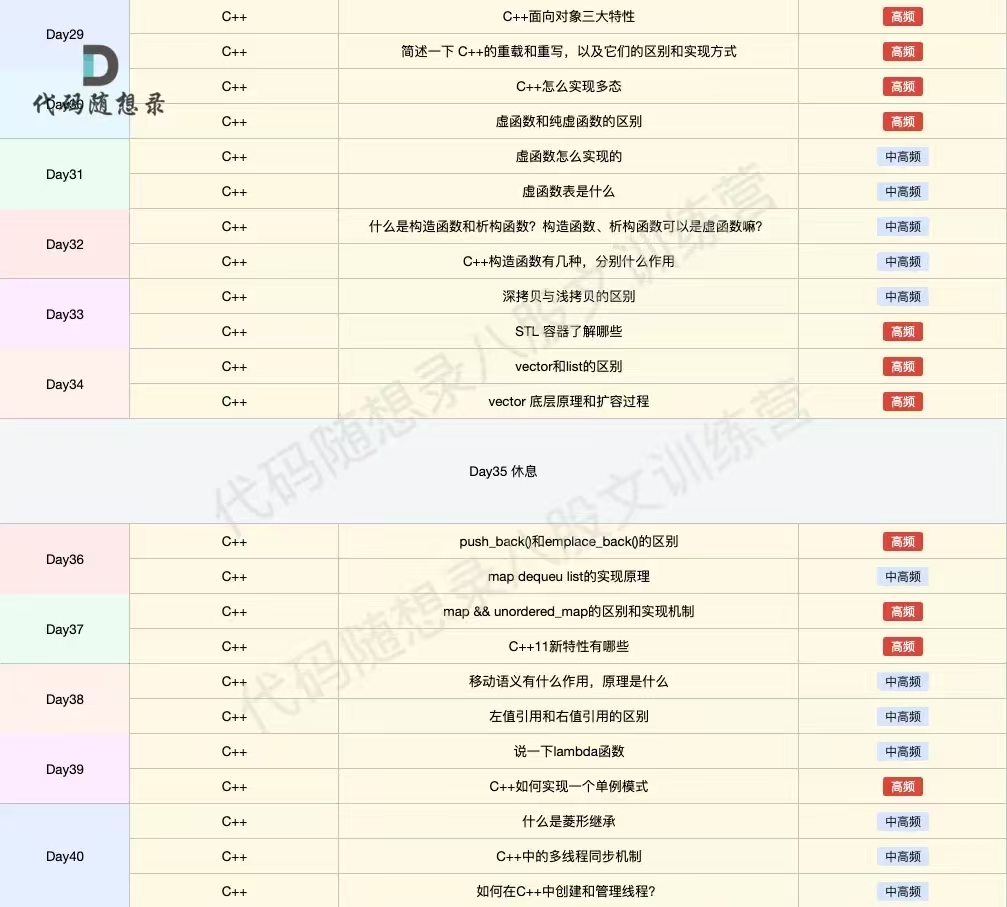 Day29
C++ C++面向对象三大特性 高频
C++ 简述一下 C++的重载和重写，以及它们的区别和实现方式 高频
代码随想录
Day30
C++ C++怎么实现多态 高频
C++ 虚函数和纯虚函数的区别 高频
Day31
C++ 虚函数怎么实现的 中高频
C++ 虚函数表是什么 中高频
Day32
C++ 什么是构造函数和析构函数？构造函数、析构函数可以是虚函数嘛? 中高频
C++ C++构造函数有几种，分别什么作用 中高频
Day33
C++ 深拷贝与浅拷贝的区别 中高频
C++ STL 容器了解哪些 高频
Day34
C++ vector和list的区别 高频
C++ vector 底层原理和扩容过程 高频
Day35 休息
Day36
C++ push_back()和emplace_back()的区别 高频
C++ map dequeu list的实现原理 中高频
Day37
C++ map && unordered_map的区别和实现机制 高频
C++ C++11新特性有哪些 高频
Day38
C++ 移动语义有什么作用，原理是什么 中高频
C++ 左值引用和右值引用的区别 中高频
Day39
C++ 说一下lambda函数 中高频
C++ C++如何实现一个单例模式 高频
Day40
C++ 什么是菱形继承 中高频
C++ C++中的多线程同步机制 中高频
C++ 如何在C++中创建和管理线程? 中高频
代码随想录八股文训练营
代码随想录八股文训练营